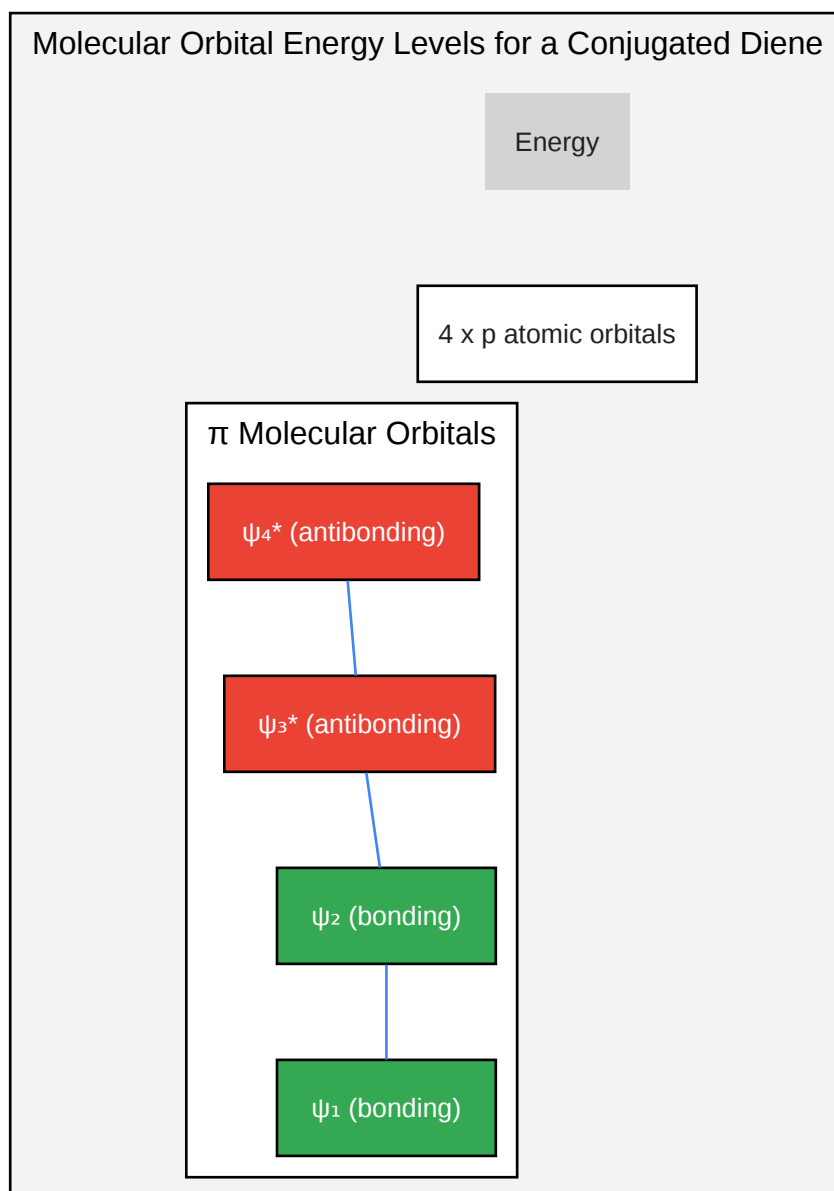 Molecular Orbital Energy Levels for a Conjugated Diene
Energy
4 x p atomic orbitals
π Molecular Orbitals
ψ₄* (antibonding)
ψ₃* (antibonding)
ψ₂ (bonding)
ψ₁ (bonding)